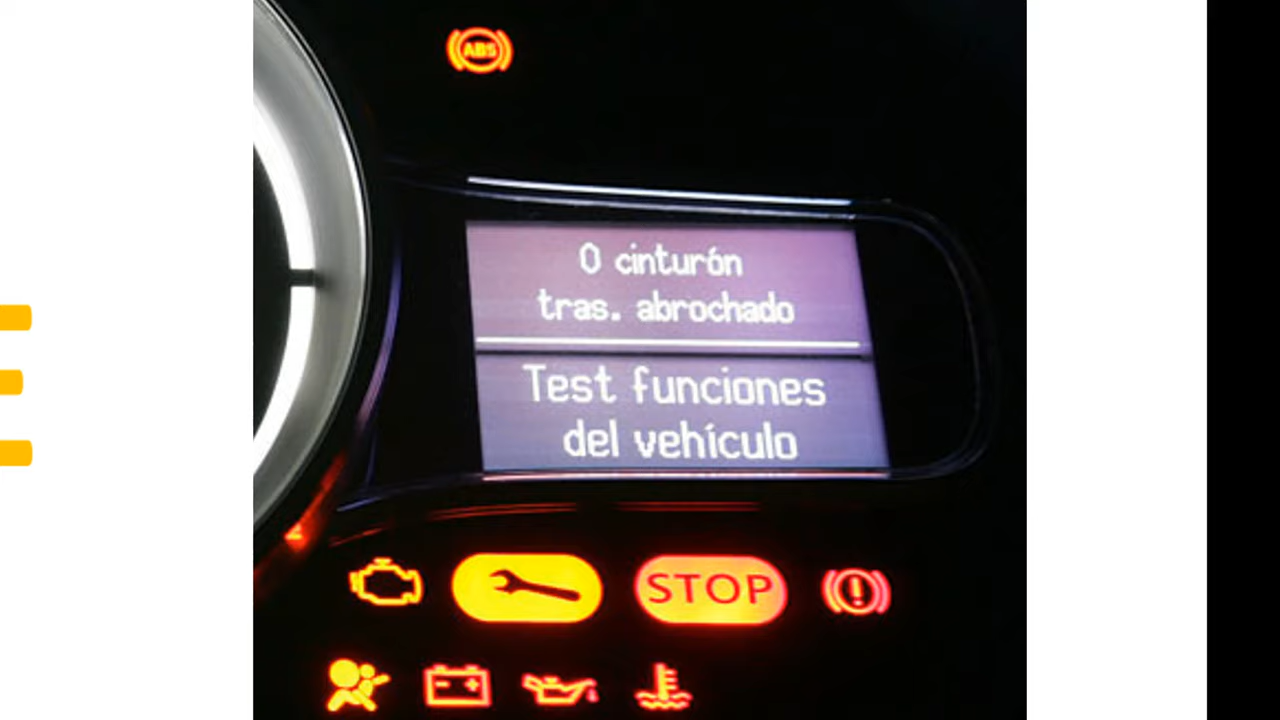 ABS
0 cinturón
tras. abrochado
Test funciones
del vehículo
STOP